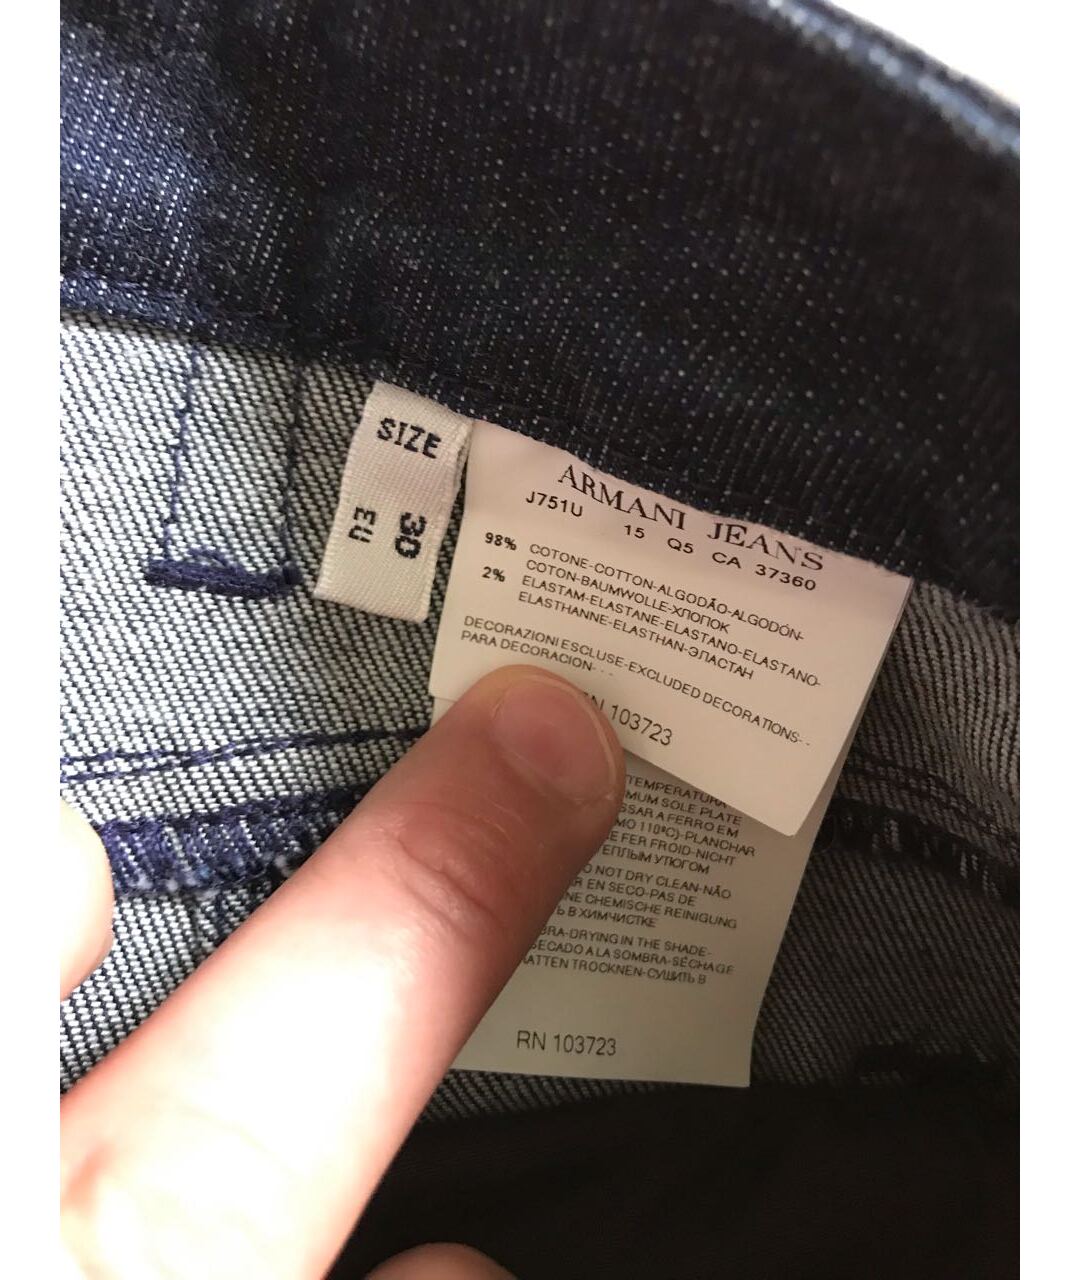 SIZE
30
EU
ARMANI JEANS
J751U 15 Q5 CA 37360
98% COTONE-COTTON-ALGODÃO-ALGODÓN-
COTON-BAUMWOLLE-ХЛОПОК
2% ELASTAM-ELASTANE-ELASTANO-ELASTANO-
ELASTHANNE-ELASTHAN-ЭЛАСТАН
DECORAZIONI ESCLUSE-EXCLUDED DECORATIONS- -
PARA DECORACION- - -
103723
TEMPERATURA
SOLE PLATE
A FERRO EM
110ºC)-PLANCHAR
FER FROID-NICHT
УТЮГОМ
NOT DRY CLEAN-NÃO
EN SECO-PAS DE
CHEMISCHE REINIGUNG
В ХИМЧИСТКЕ
-DRYING IN THE SHADE-
SECADO A LA SOMBRA-SÉCHAGE
TROCKNEN-СУШИТЬ В
RN 103723